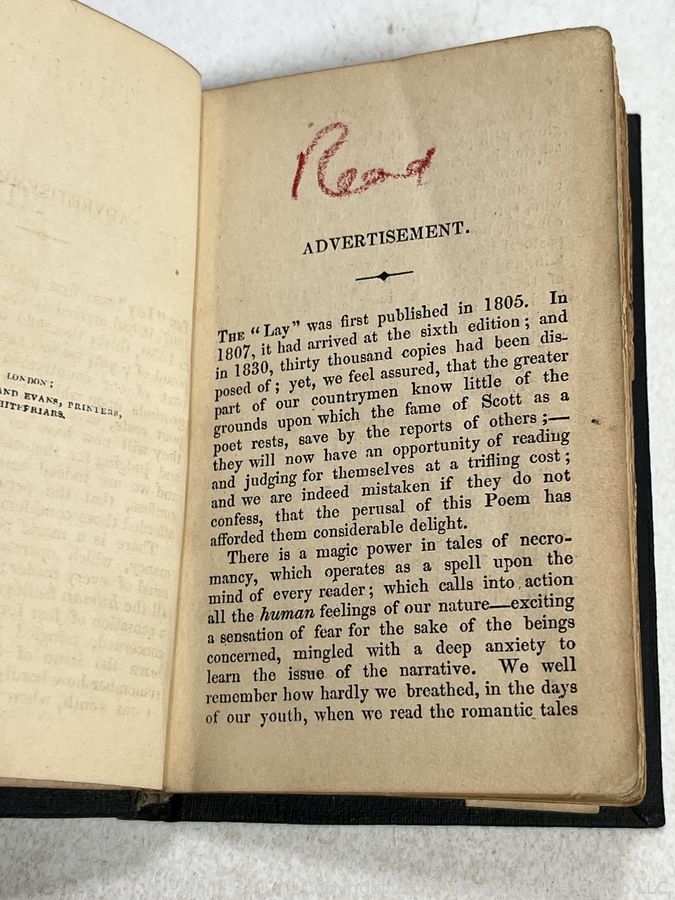 LONDON:
AND EVANS, PRINTERS,
WHITEFRIARS.
Read
ADVERTISEMENT.
THE "Lay" was first published in 1805. In
1807, it had arrived at the sixth edition; and
in 1830, thirty thousand copies had been dis-
posed of; yet, we feel assured, that the greater
part of our countrymen know little of the
grounds upon which the fame of Scott as a
poet rests, save by the reports of others;—
they will now have an opportunity of reading
and judging for themselves at a trifling cost;
and we are indeed mistaken if they do not
confess, that the perusal of this Poem has
afforded them considerable delight.
There is a magic power in tales of necro-
mancy, which operates as a spell upon the
mind of every reader; which calls into action
all the human feelings of our nature—exciting
a sensation of fear for the sake of the beings
concerned, mingled with a deep anxiety to
learn the issue of the narrative. We well
remember how hardly we breathed, in the days
of our youth, when we read the romantic tales